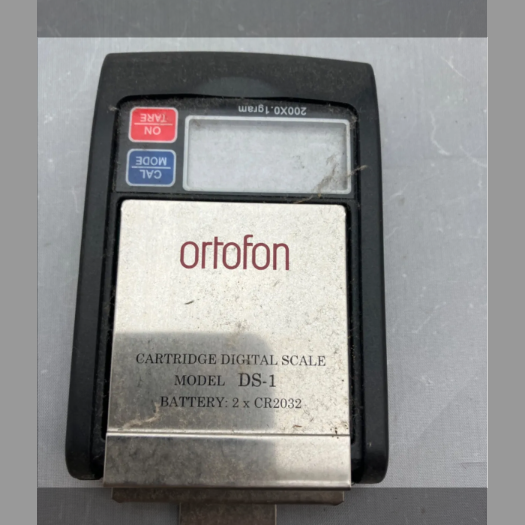 200X0.1gram
ON
TARE
CAL
MODE
ortofon
CARTRIDGE DIGITAL SCALE
MODEL DS-1
BATTERY: 2 x CR2032